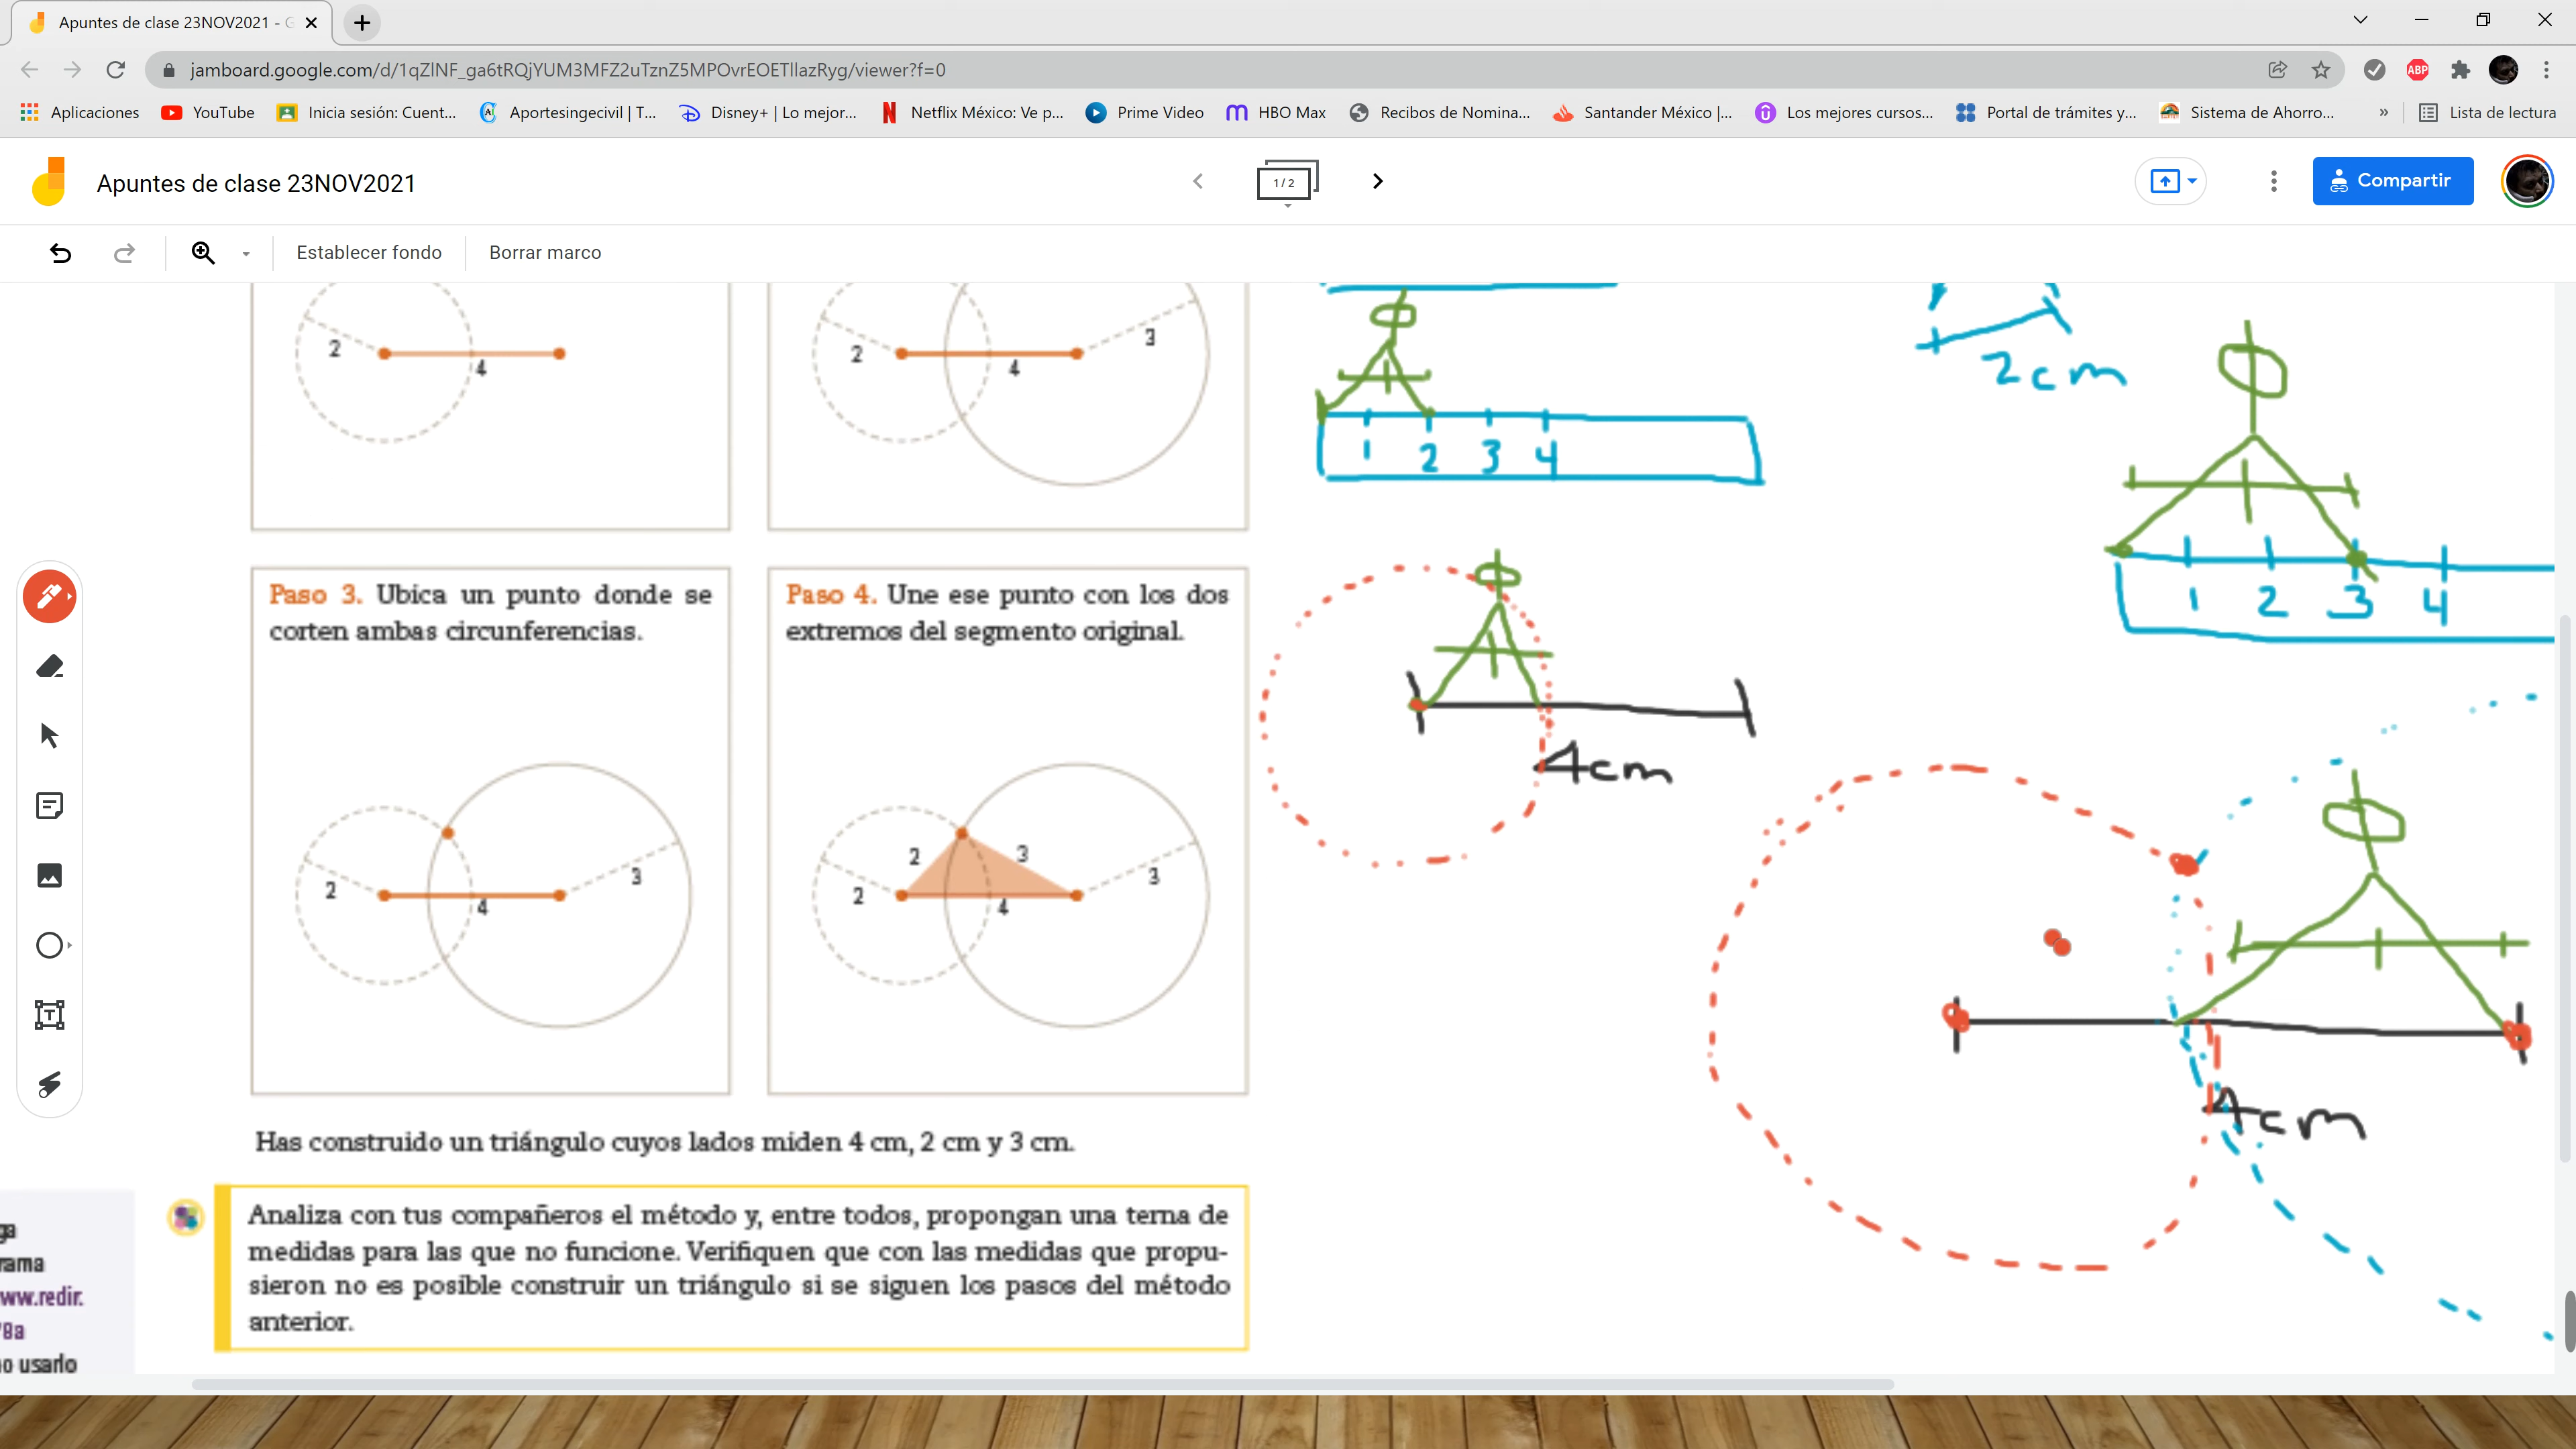 Apuntes de clase 23NOV2021 - G
jamboard.google.com/d/1qZlNF_ga6tRQjYUM3MFZ2uTznZ5MPOvrEOETllazRyg/viewer?f=0
ABP
Aplicaciones
YouTube
Inicia sesión: Cuent...
Aportesingecivil | T...
Disney+ | Lo mejor...
Netflix México: Ve p...
Prime Video
HBO Max
Recibos de Nomina...
Santander México |...
Los mejores cursos...
Portal de trámites y...
Sistema de Ahorro...
»
Lista de lectura
Apuntes de clase 23NOV2021
1 / 2
Compartir
Establecer fondo
Borrar marco
2 4
2 4 3
1 2 3 4
2cm
1 2 3 4
Paso 3. Ubica un punto donde se
corten ambas circunferencias.
2 4 3
Paso 4. Une ese punto con los dos
extremos del segmento original.
2 3
2 4 3
4cm
4cm
Has construido un triángulo cuyos lados miden 4 cm, 2 cm y 3 cm.
Analiza con tus compañeros el método y, entre todos, propongan una terna de
medidas para las que no funcione. Verifiquen que con las medidas que propu-
sieron no es posible construir un triángulo si se siguen los pasos del método
anterior.
ga
rama
ww.redir.
8a
o usarlo